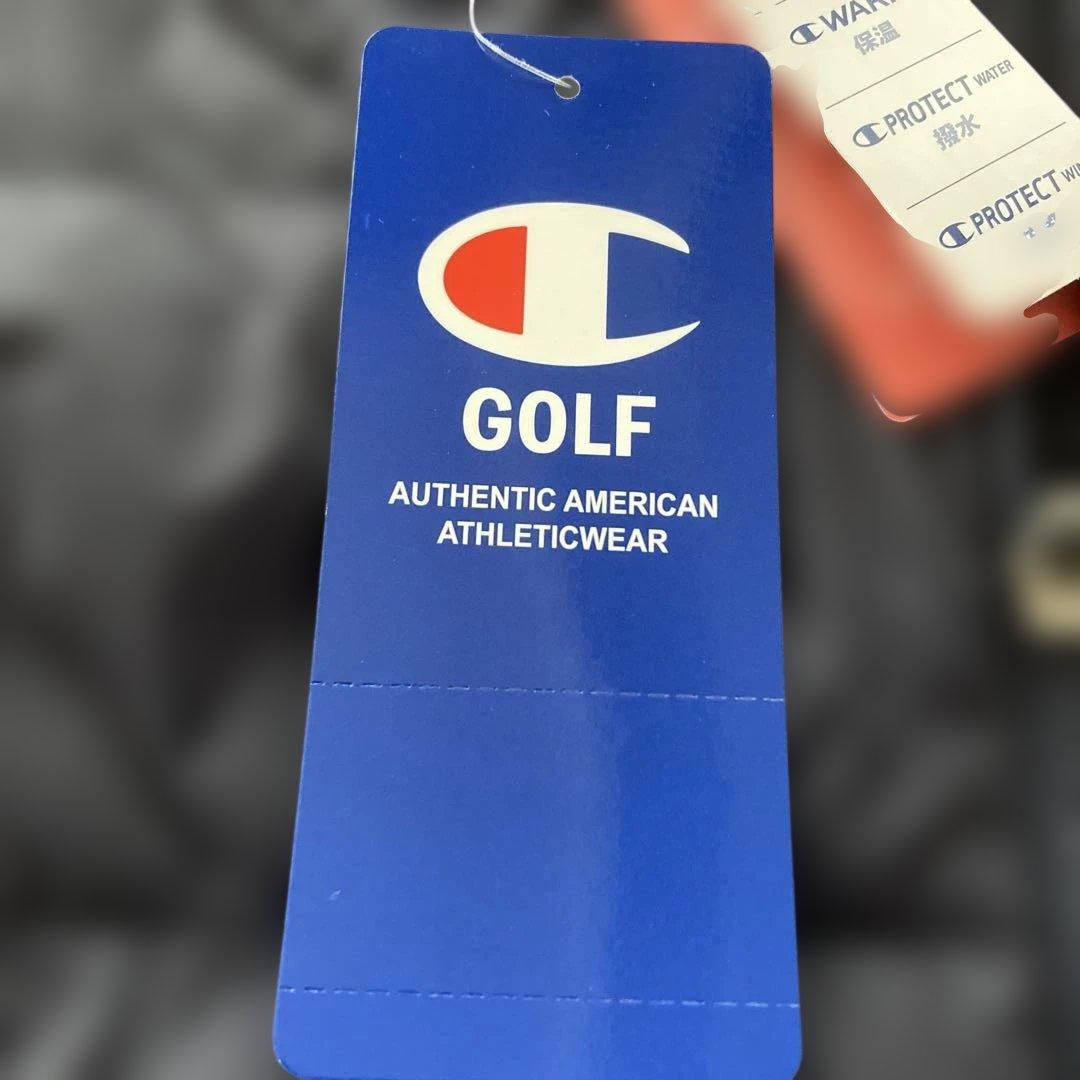 GOLF
AUTHENTIC AMERICAN
ATHLETICWEAR
保温
PROTECT WATER
撥水
PROTECT